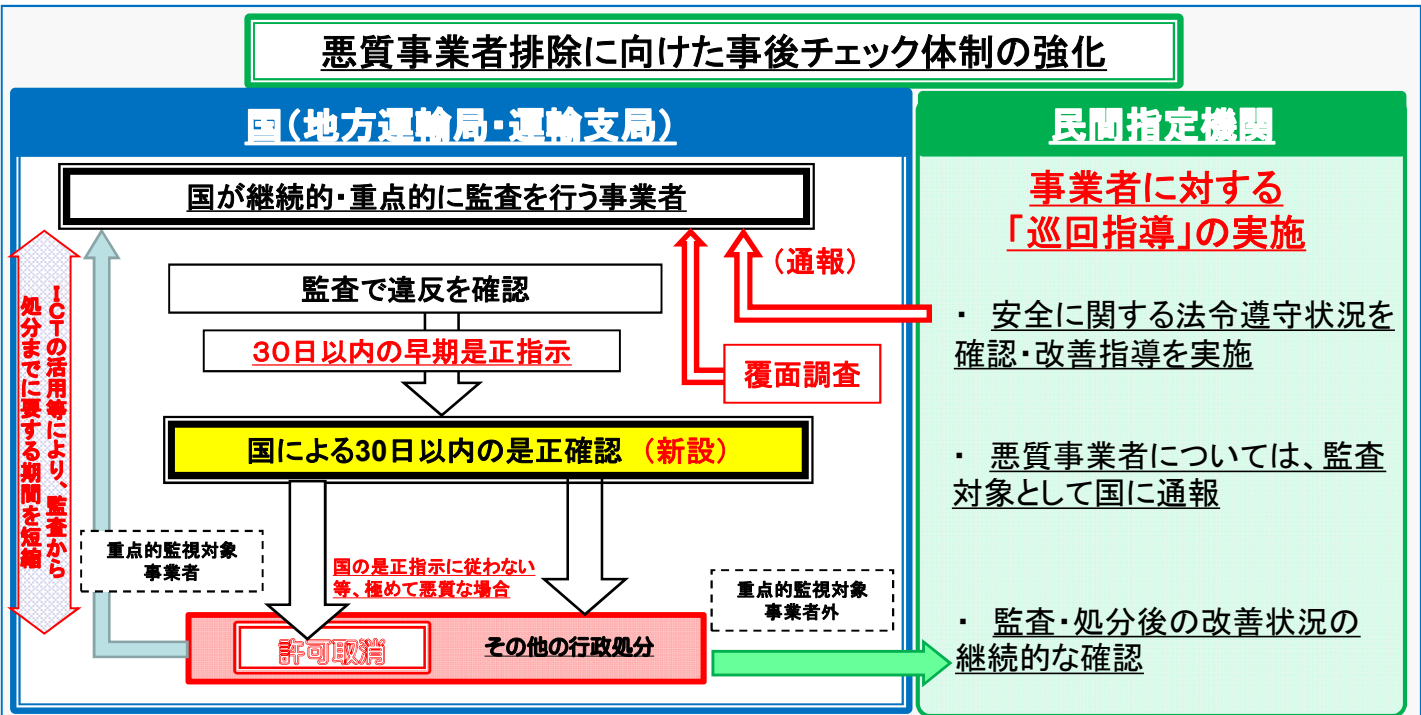 悪質事業者排除に向けた事後チェック体制の強化
国(地方運輸局・運輸支局)
国が継続的・重点的に監査を行う事業者
(通報)
監査で違反を確認
30日以内の早期是正指示
覆面調査
国による30日以内の是正確認 (新設)
ICTの活用等により、監査から
処分までに要する期間を短縮
重点的監視対象
事業者
国の是正指示に従わない
等、極めて悪質な場合
重点的監視対象
事業者外
許可取消
その他の行政処分
民間指定機関
事業者に対する
「巡回指導」の実施
・ 安全に関する法令遵守状況を
確認・改善指導を実施
・ 悪質事業者については、監査
対象として国に通報
・ 監査・処分後の改善状況の
継続的な確認